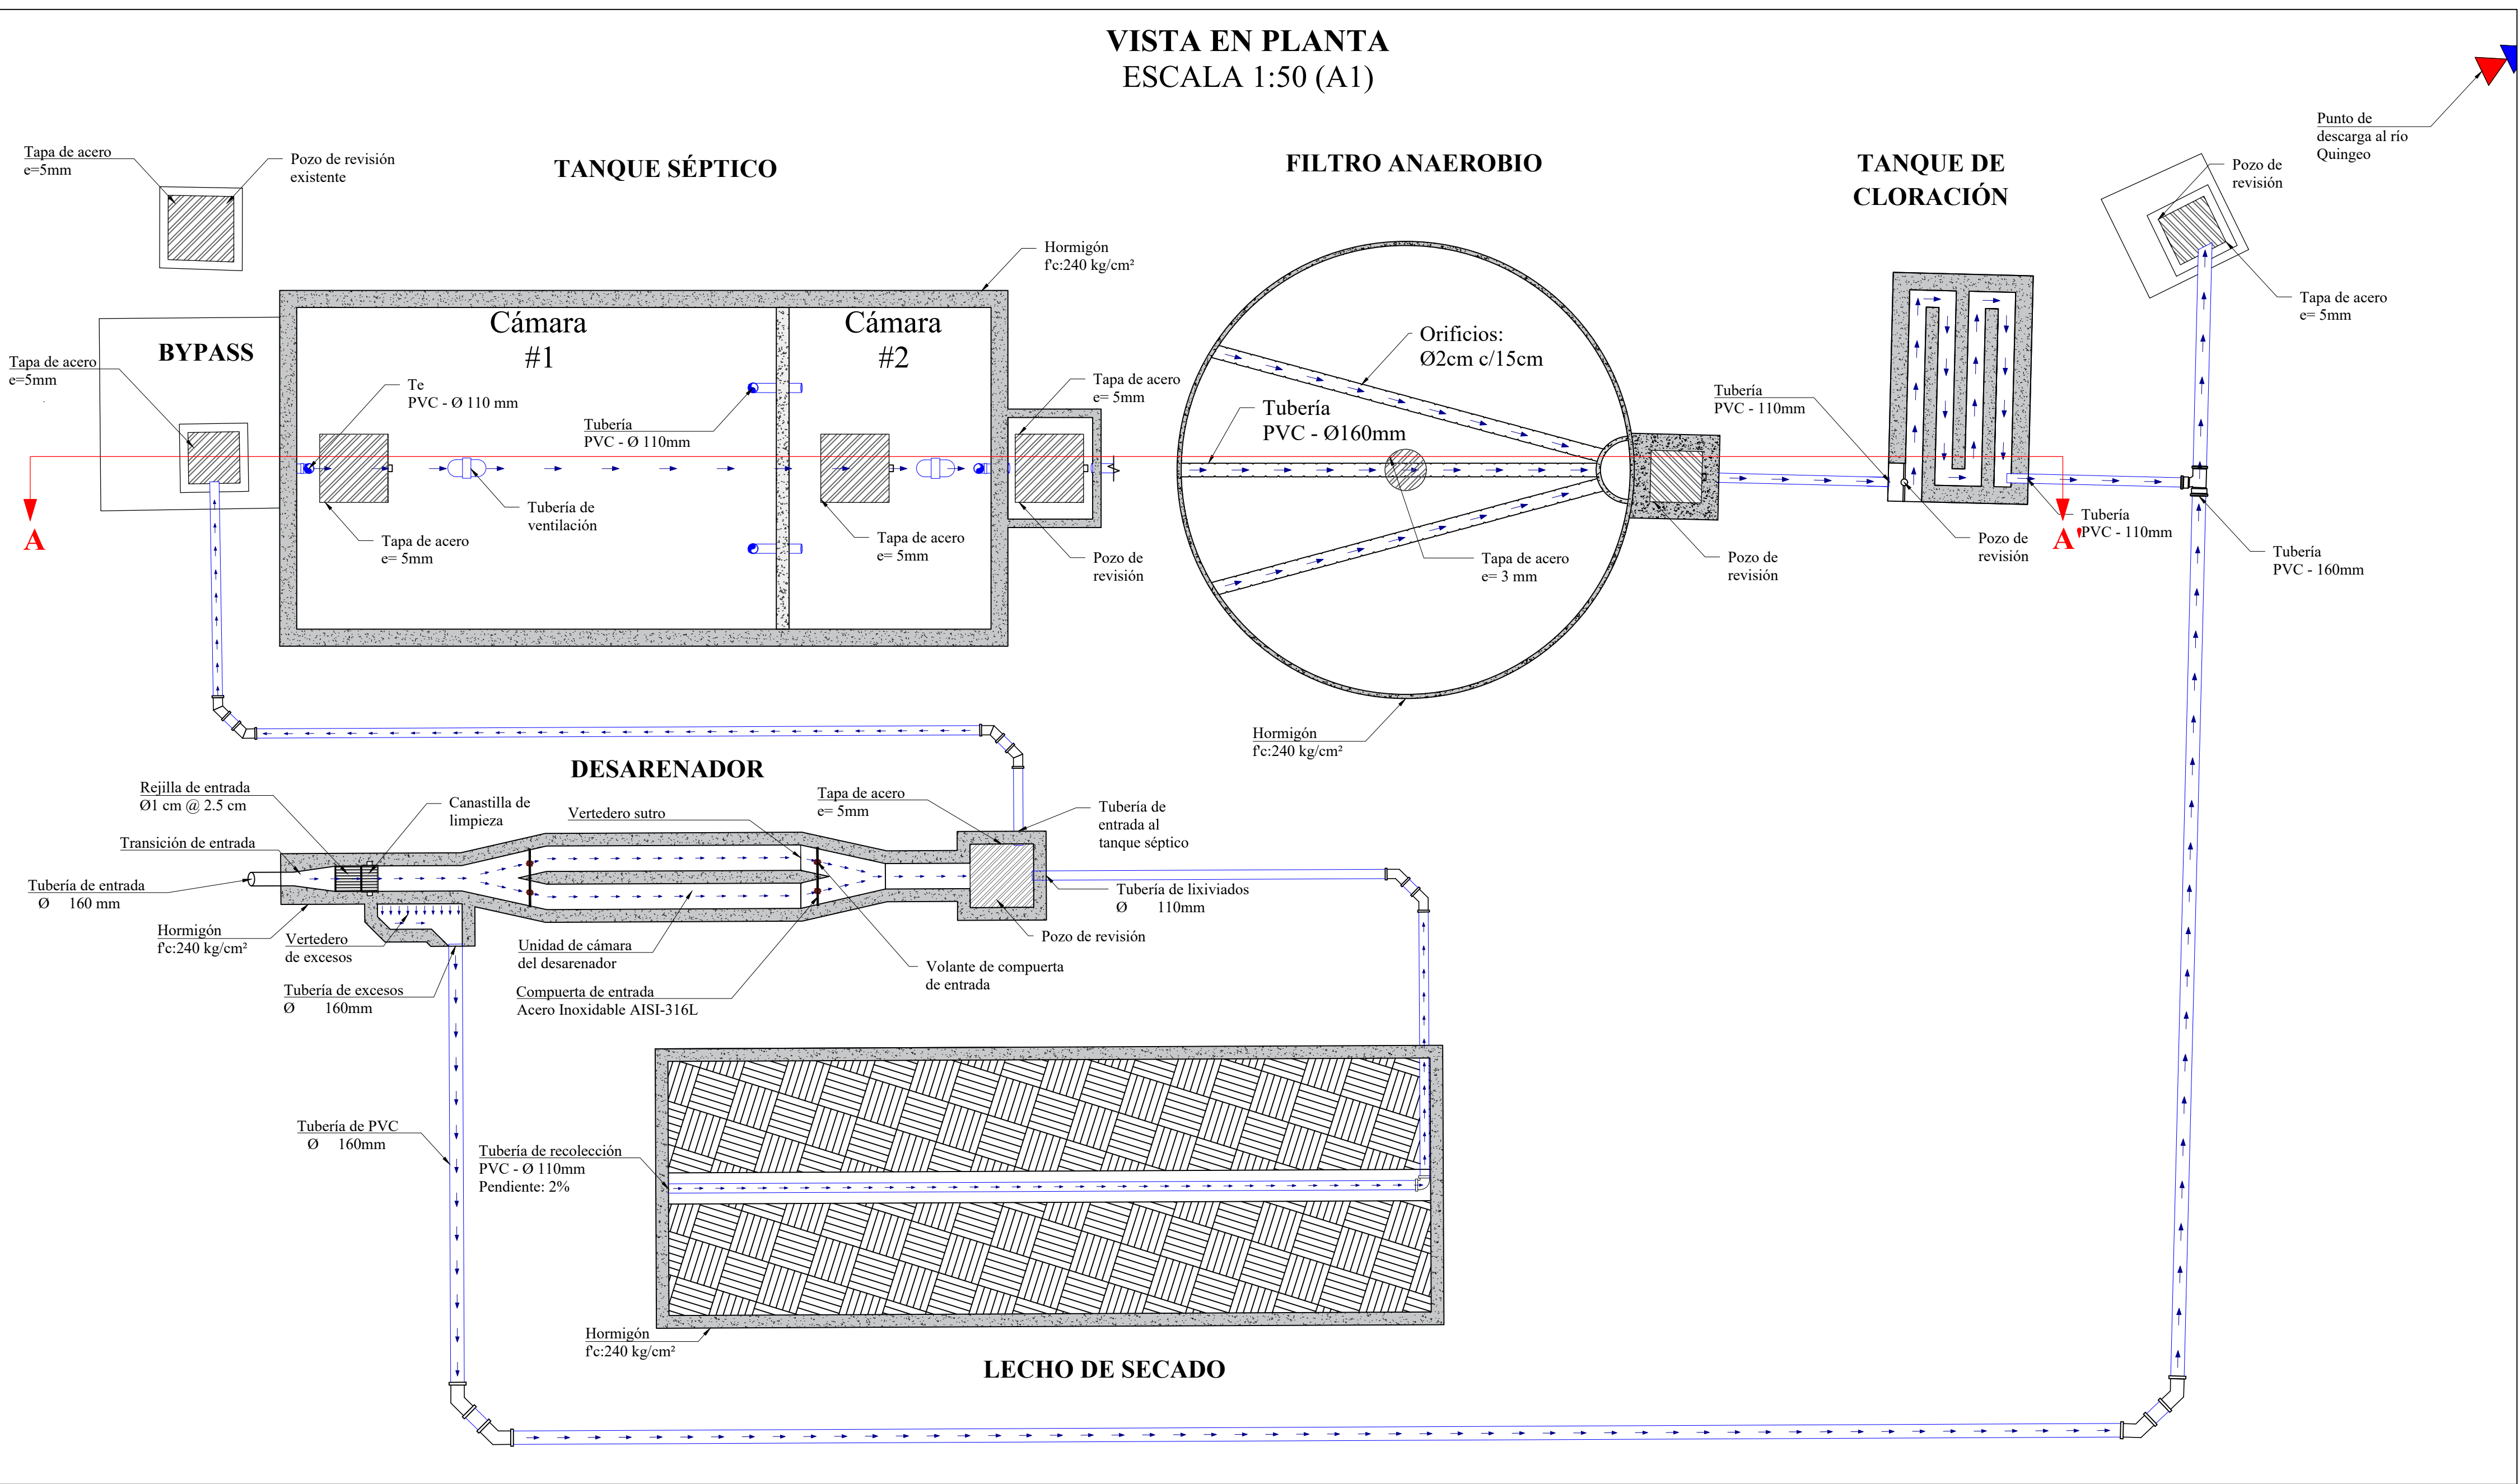 VISTA EN PLANTA
ESCALA 1:50 (A1)
Punto de
descarga al río
Quingeo
Tapa de acero
e=5mm
Pozo de revisión
existente
TANQUE SÉPTICO
FILTRO ANAEROBIO
TANQUE DE
CLORACIÓN
Pozo de
revisión
Tapa de acero
e= 5mm
Hormigón
f'c:240 kg/cm²
BYPASS
Tapa de acero
e=5mm
Cámara
#1
Cámara
#2
Te
PVC - Ø 110 mm
Tubería
PVC - Ø 110mm
Tubería de
ventilación
Tapa de acero
e= 5mm
Tapa de acero
e= 5mm
Tapa de acero
e= 5mm
Pozo de
revisión
Orificios:
Ø2cm c/15cm
Tubería
PVC - Ø160mm
Tapa de acero
e= 3 mm
Pozo de
revisión
Tubería
PVC - 110mm
Pozo de
revisión
Tubería
PVC - 110mm
Tubería
PVC - 160mm
A
A'
Hormigón
f'c:240 kg/cm²
DESARENADOR
Rejilla de entrada
Ø1 cm @ 2.5 cm
Canastilla de
limpieza
Vertedero sutro
Tapa de acero
e= 5mm
Tubería de
entrada al
tanque séptico
Transición de entrada
Tubería de entrada
Ø 160 mm
Hormigón
f'c:240 kg/cm²
Vertedero
de excesos
Tubería de excesos
Ø 160mm
Unidad de cámara
del desarenador
Compuerta de entrada
Acero Inoxidable AISI-316L
Volante de compuerta
de entrada
Pozo de revisión
Tubería de lixiviados
Ø 110mm
Tubería de PVC
Ø 160mm
Tubería de recolección
PVC - Ø 110mm
Pendiente: 2%
Hormigón
f'c:240 kg/cm²
LECHO DE SECADO